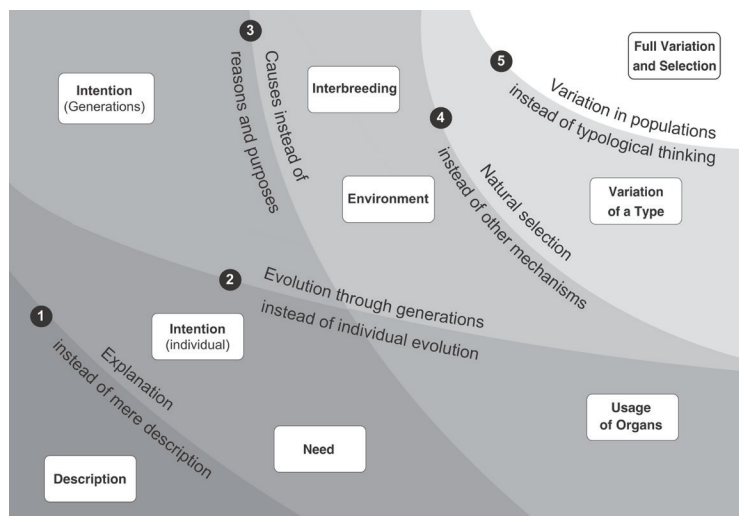 3
Causes instead of
reasons and purposes
Intention
(Generations)
Interbreeding
Environment
5
Variation in populations
instead of typological thinking
Full Variation
and Selection
4
Natural selection
instead of other mechanisms
Variation
of a Type
2
Evolution through generations
instead of individual evolution
1
Explanation
instead of mere description
Intention
(individual)
Need
Usage
of Organs
Description